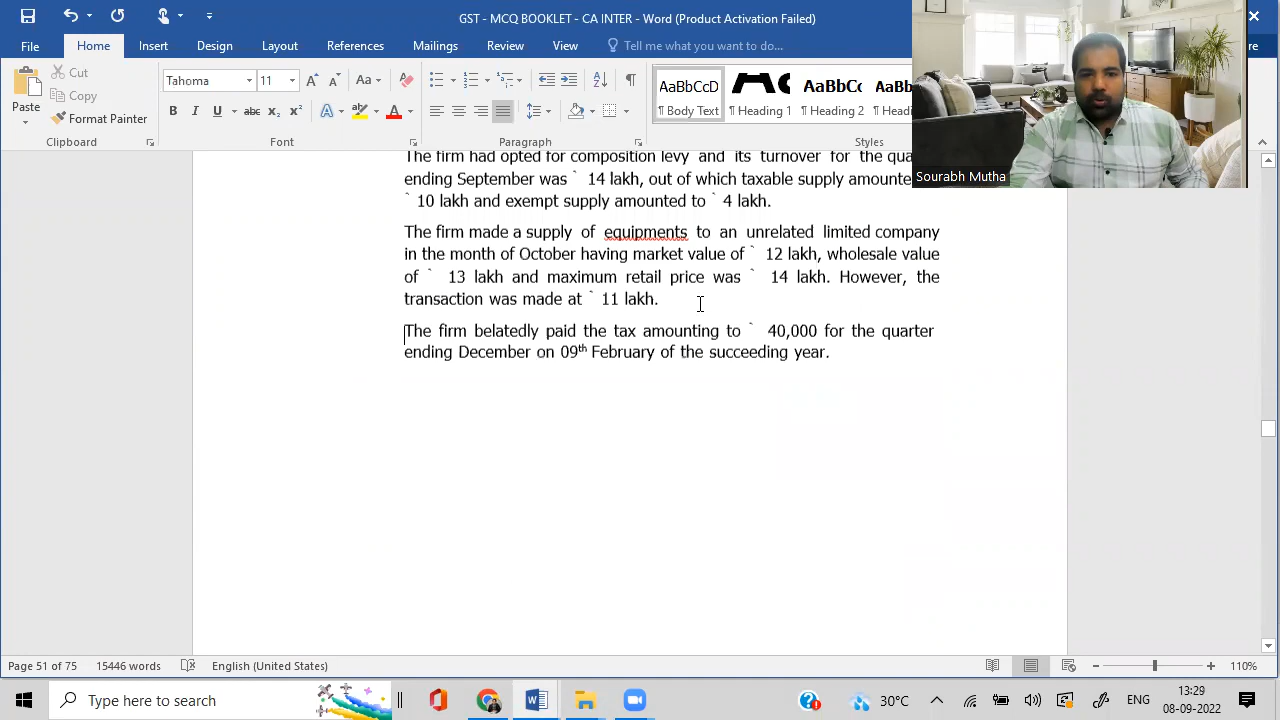 GST - MCQ BOOKLET - CA INTER - Word (Product Activation Failed)
File Home Insert Design Layout References Mailings Review View Tell me what you want to do...
Paste
Cut
Copy
Format Painter
Clipboard
Tahoma 11
Aa
B I U abc
Font
Paragraph
AaBbCcD AaBbCc AaBb
¶ Body Text ¶ Heading 1 ¶ Heading 2
Styles
Sourabh Mutha
The firm had opted for composition levy and its turnover for the
ending September was ` 14 lakh, out of which taxable supply
` 10 lakh and exempt supply amounted to ` 4 lakh.
The firm made a supply of equipments to an unrelated limited company
in the month of October having market value of ` 12 lakh, wholesale value
of ` 13 lakh and maximum retail price was ` 14 lakh. However, the
transaction was made at ` 11 lakh.
The firm belatedly paid the tax amounting to ` 40,000 for the quarter
ending December on 09th February of the succeeding year.
Page 51 of 75 15446 words English (United States) 110%
Type here to search
30°C ENG 13:29
08-09-2022